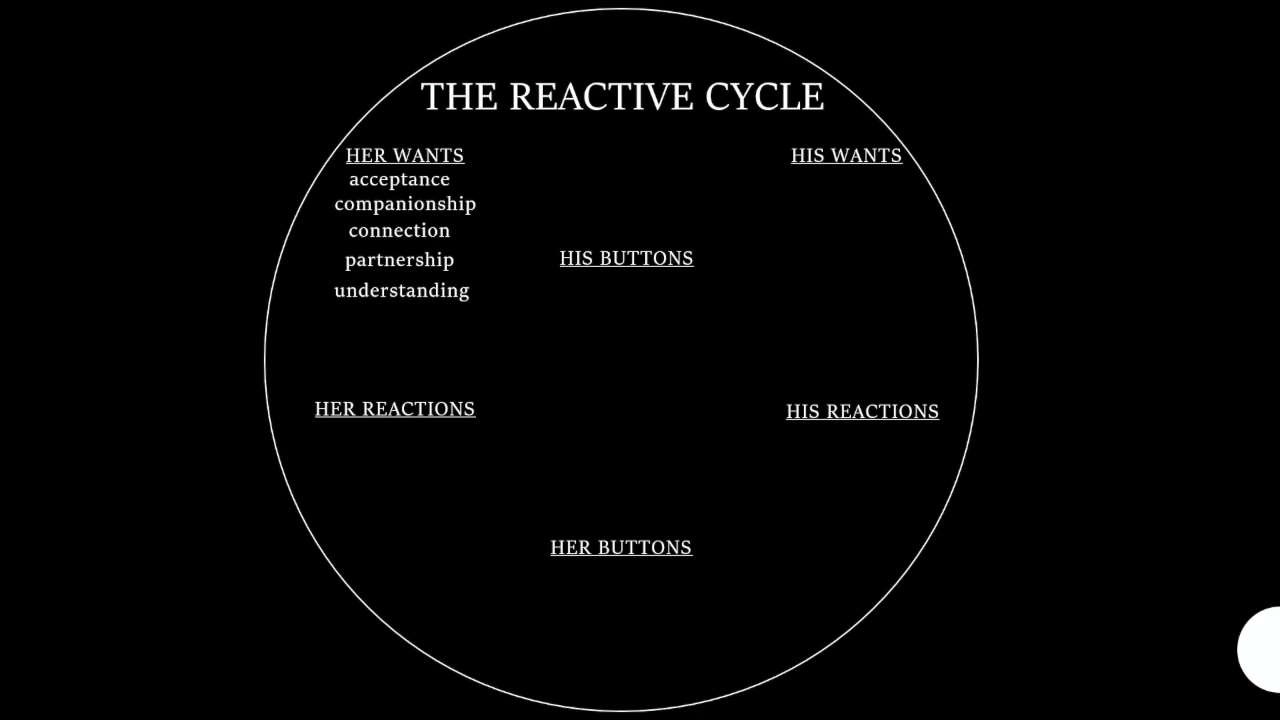 THE REACTIVE CYCLE
HER WANTS
acceptance
companionship
connection
partnership
understanding
HIS WANTS
HIS BUTTONS
HER REACTIONS
HIS REACTIONS
HER BUTTONS